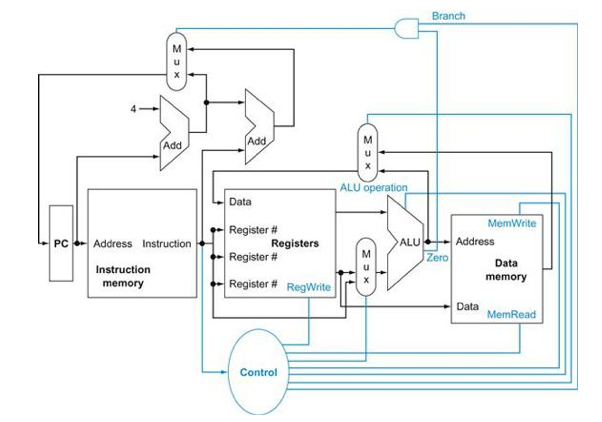 Branch
M
u
x
4
Add
Add
M
u
x
ALU operation
Data
Register #
Registers
Register #
Register #
RegWrite
PC
Address
Instruction
Instruction
memory
M
u
x
ALU
Zero
MemWrite
Address
Data
memory
Data
MemRead
Control